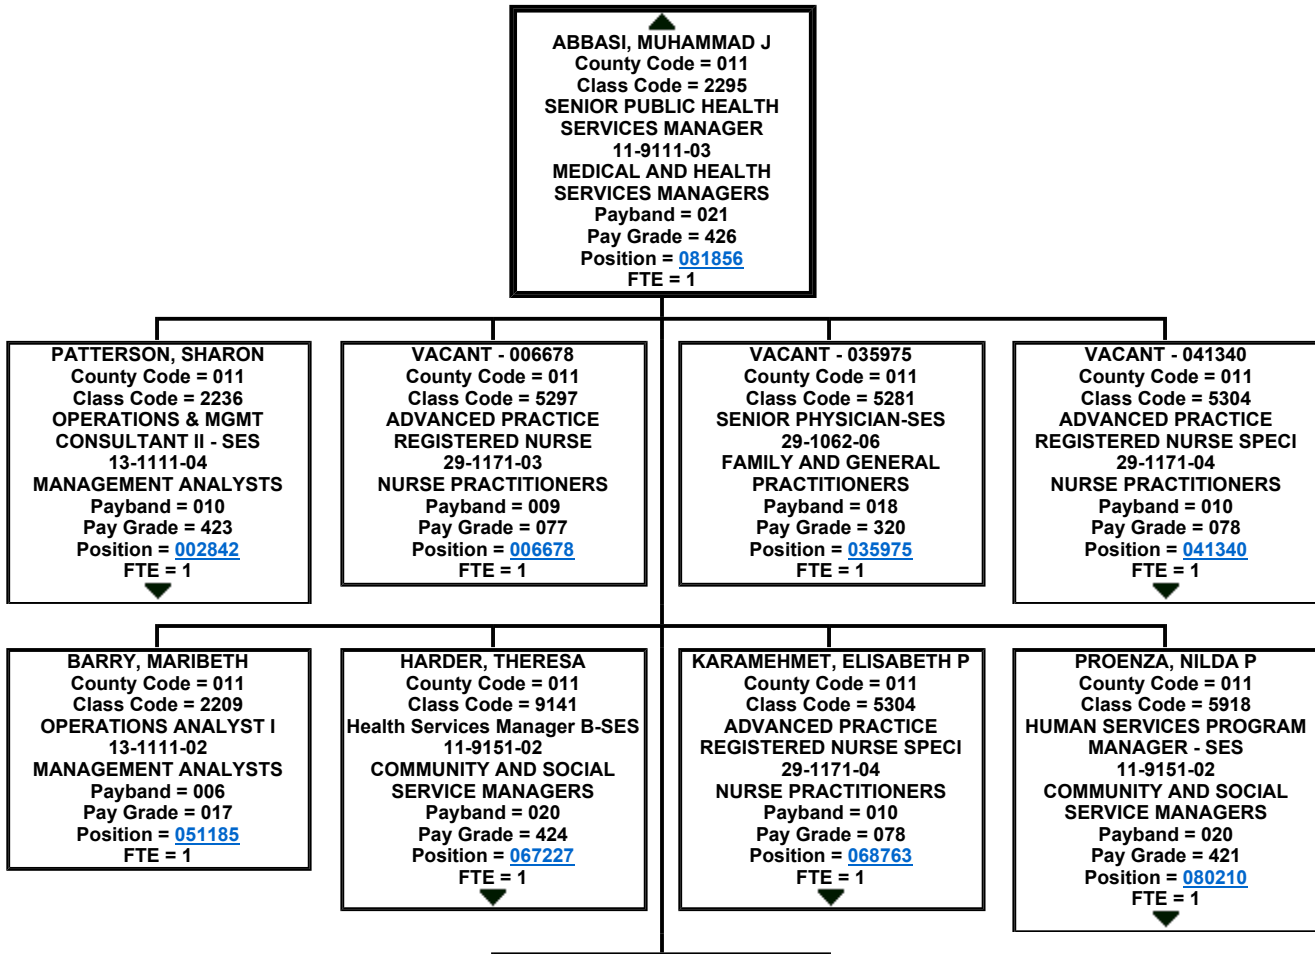 ABBASI, MUHAMMAD J
County Code = 011
Class Code = 2295
SENIOR PUBLIC HEALTH
SERVICES MANAGER
11-9111-03
MEDICAL AND HEALTH
SERVICES MANAGERS
Payband = 021
Pay Grade = 426
Position = 081856
FTE = 1
PATTERSON, SHARON
County Code = 011
Class Code = 2236
OPERATIONS & MGMT
CONSULTANT II - SES
13-1111-04
MANAGEMENT ANALYSTS
Payband = 010
Pay Grade = 423
Position = 002842
FTE = 1
VACANT - 006678
County Code = 011
Class Code = 5297
ADVANCED PRACTICE
REGISTERED NURSE
29-1171-03
NURSE PRACTITIONERS
Payband = 009
Pay Grade = 077
Position = 006678
FTE = 1
VACANT - 035975
County Code = 011
Class Code = 5281
SENIOR PHYSICIAN-SES
29-1062-06
FAMILY AND GENERAL
PRACTITIONERS
Payband = 018
Pay Grade = 320
Position = 035975
FTE = 1
VACANT - 041340
County Code = 011
Class Code = 5304
ADVANCED PRACTICE
REGISTERED NURSE SPECI
29-1171-04
NURSE PRACTITIONERS
Payband = 010
Pay Grade = 078
Position = 041340
FTE = 1
BARRY, MARIBETH
County Code = 011
Class Code = 2209
OPERATIONS ANALYST I
13-1111-02
MANAGEMENT ANALYSTS
Payband = 006
Pay Grade = 017
Position = 051185
FTE = 1
HARDER, THERESA
County Code = 011
Class Code = 9141
Health Services Manager B-SES
11-9151-02
COMMUNITY AND SOCIAL
SERVICE MANAGERS
Payband = 020
Pay Grade = 424
Position = 067227
FTE = 1
KARAMEHMET, ELISABETH P
County Code = 011
Class Code = 5304
ADVANCED PRACTICE
REGISTERED NURSE SPECI
29-1171-04
NURSE PRACTITIONERS
Payband = 010
Pay Grade = 078
Position = 068763
FTE = 1
PROENZA, NILDA P
County Code = 011
Class Code = 5918
HUMAN SERVICES PROGRAM
MANAGER - SES
11-9151-02
COMMUNITY AND SOCIAL
SERVICE MANAGERS
Payband = 020
Pay Grade = 421
Position = 080210
FTE = 1